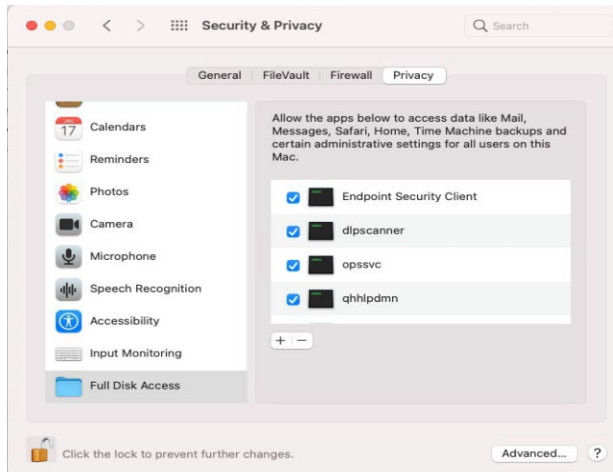 Security & Privacy
Search
General FileVault Firewall Privacy
JUL
17
Calendars
Reminders
Photos
Camera
Microphone
Speech Recognition
Accessibility
Input Monitoring
Full Disk Access
Allow the apps below to access data like Mail,
Messages, Safari, Home, Time Machine backups and
certain administrative settings for all users on this
Mac.
Endpoint Security Client
dlpscanner
opssvc
qhhlpdmn
+ −
Click the lock to prevent further changes.
Advanced... ?